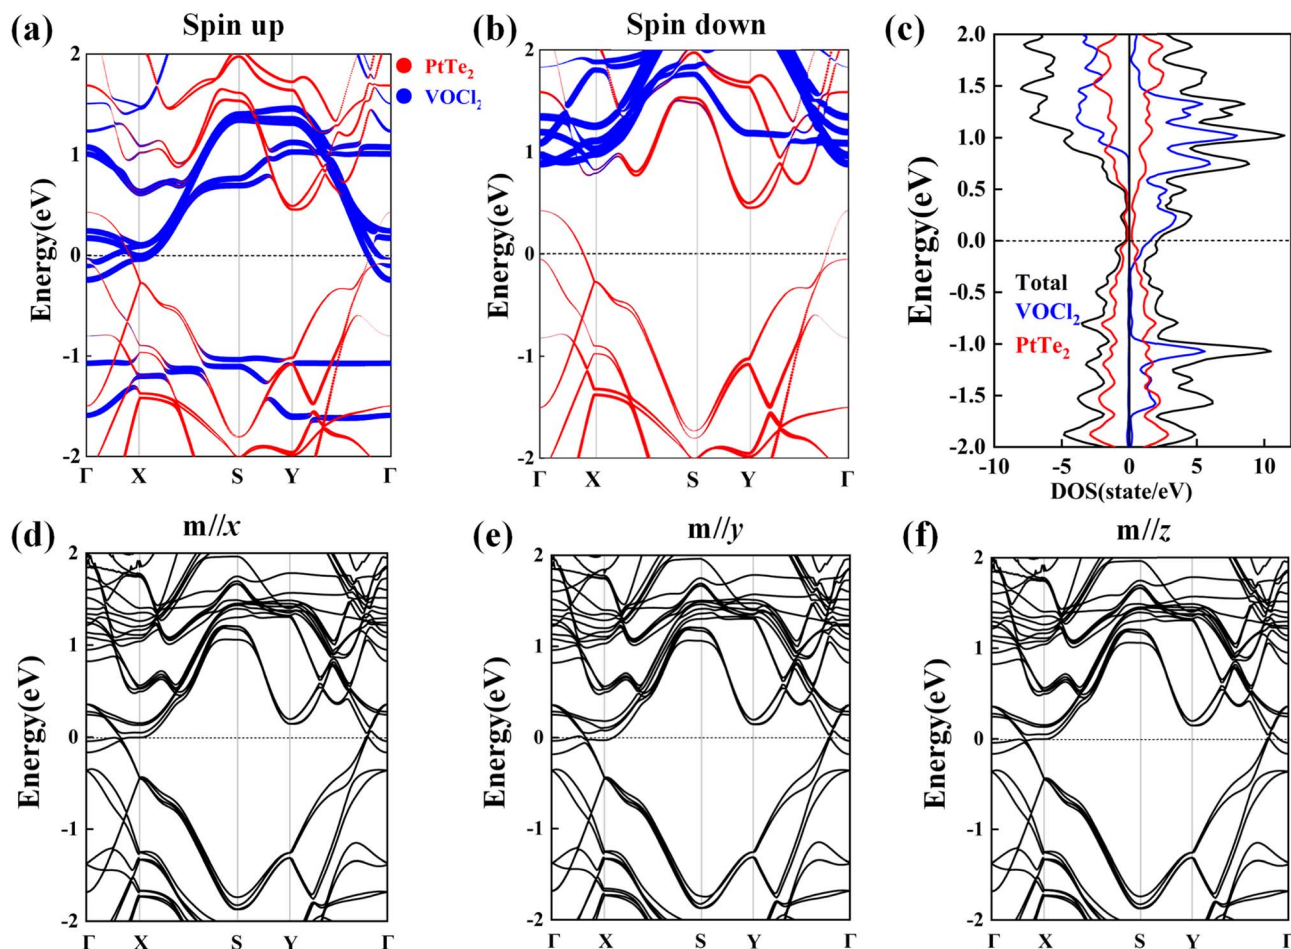 (a) Spin up
2
1
0
-1
-2
Energy(eV)
Γ X S Y Γ
PtTe₂
VOCl₂
(b) Spin down
2
1
0
-1
-2
Energy(eV)
Γ X S Y Γ
(c)
2.0
1.5
1.0
0.5
0.0
-0.5
-1.0
-1.5
-2.0
Energy(eV)
Total
VOCl₂
PtTe₂
-10 -5 0 5 10
DOS(state/eV)
(d) m//x
2
1
0
-1
-2
Energy(eV)
Γ X S Y Γ
(e) m//y
2
1
0
-1
-2
Energy(eV)
Γ X S Y Γ
(f) m//z
2
1
0
-1
-2
Energy(eV)
Γ X S Y Γ